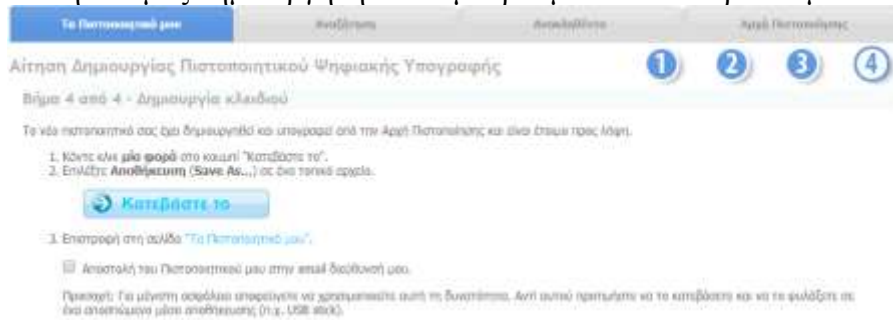 Τα Πιστοποιητικά μου Αναζήτηση Ανακληθέντα Αρχή Πιστοποίησης
Αίτηση Δημιουργίας Πιστοποιητικού Ψηφιακής Υπογραφής 1 2 3 4
Βήμα 4 από 4 - Δημιουργία κλειδιού
Το νέο πιστοποιητικό σας έχει δημιουργηθεί και υπογραφεί από την Αρχή Πιστοποίησης και είναι έτοιμο προς λήψη.
1. Κάντε κλικ μία φορά στο κουμπί "Κατεβάστε το".
2. Επιλέξτε Αποθήκευση (Save As...) σε ένα τοπικό αρχείο.
Κατεβάστε το
3. Επιστροφή στη σελίδα "Τα Πιστοποιητικά μου".
Αποστολή του Πιστοποιητικού μου στην email διεύθυνσή μου.
Προσοχή: Για μέγιστη ασφάλεια αποφεύγετε να χρησιμοποιείτε αυτή τη δυνατότητα. Αντί αυτού προτιμήστε να το κατεβάσετε και να το φυλάξετε σε
ένα αποσπώμενο μέσο αποθήκευσης (π.χ. USB stick).